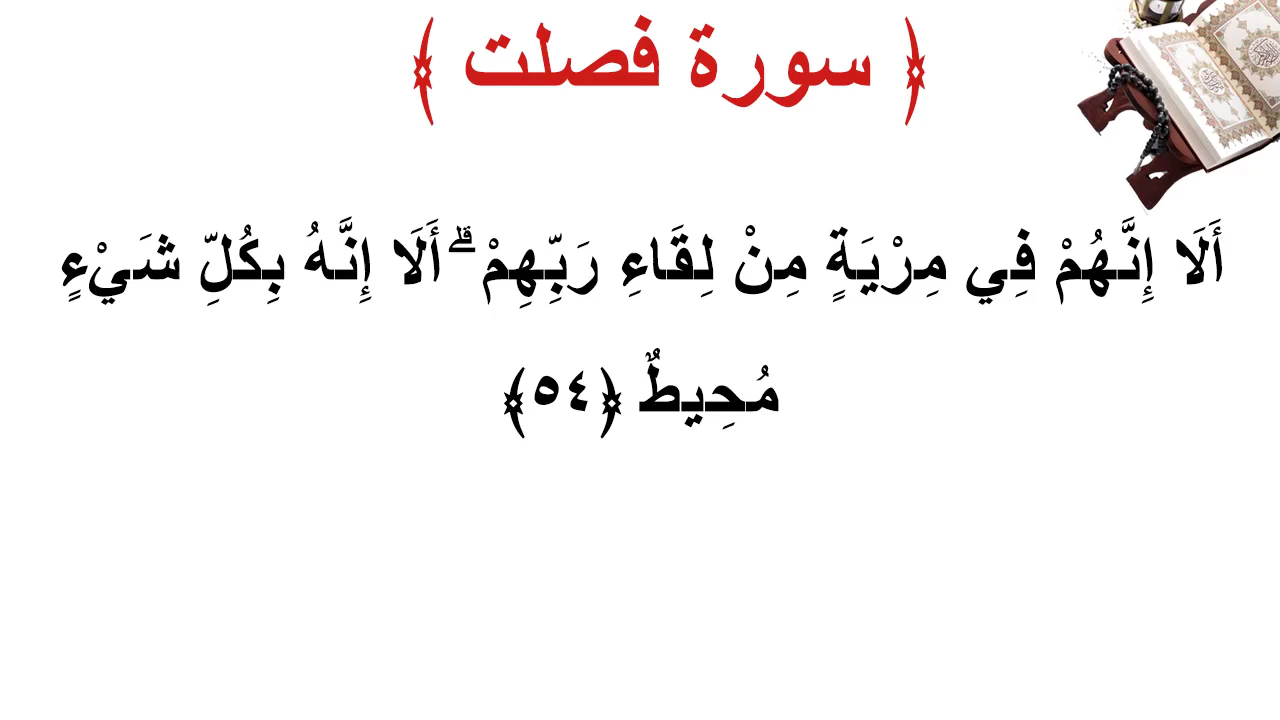 ﴿ سورة فصلت ﴾
أَلَا إِنَّهُمْ فِي مِرْيَةٍ مِنْ لِقَاءِ رَبِّهِمْ ۗ أَلَا إِنَّهُ بِكُلِّ شَيْءٍ
مُحِيطٌ ﴿٥٤﴾